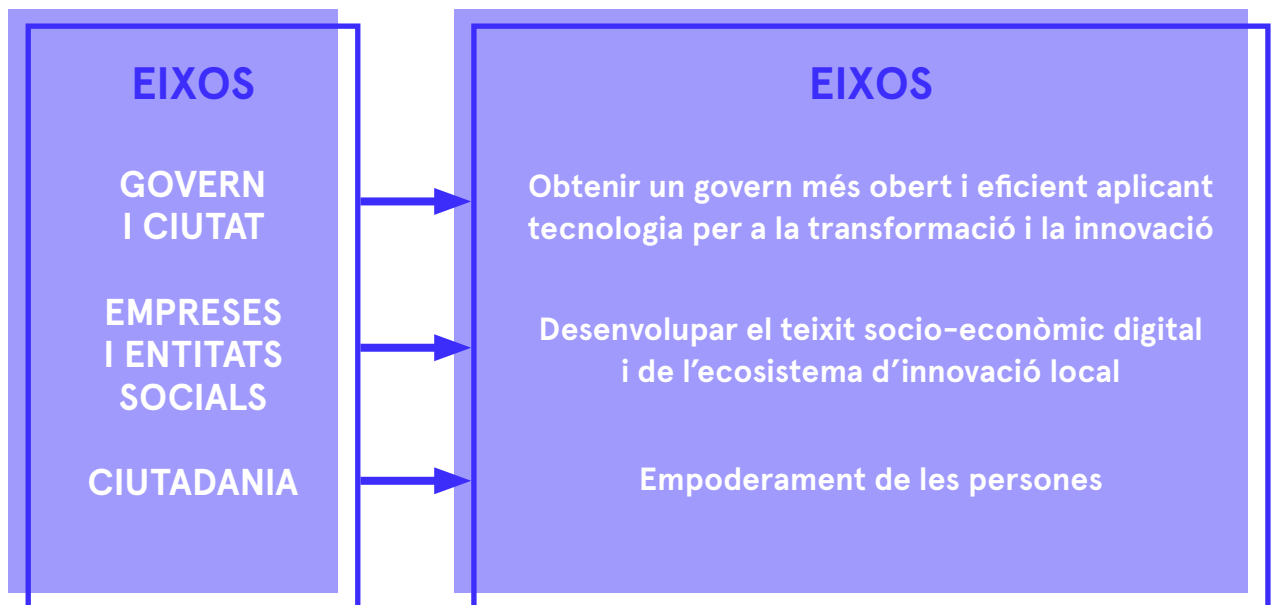 EIXOS
GOVERN
I CIUTAT
EMPRESES
I ENTITATS
SOCIALS
CIUTADANIA
EIXOS
Obtenir un govern més obert i eficient aplicant
tecnologia per a la transformació i la innovació
Desenvolupar el teixit socio-econòmic digital
i de l’ecosistema d’innovació local
Empoderament de les persones